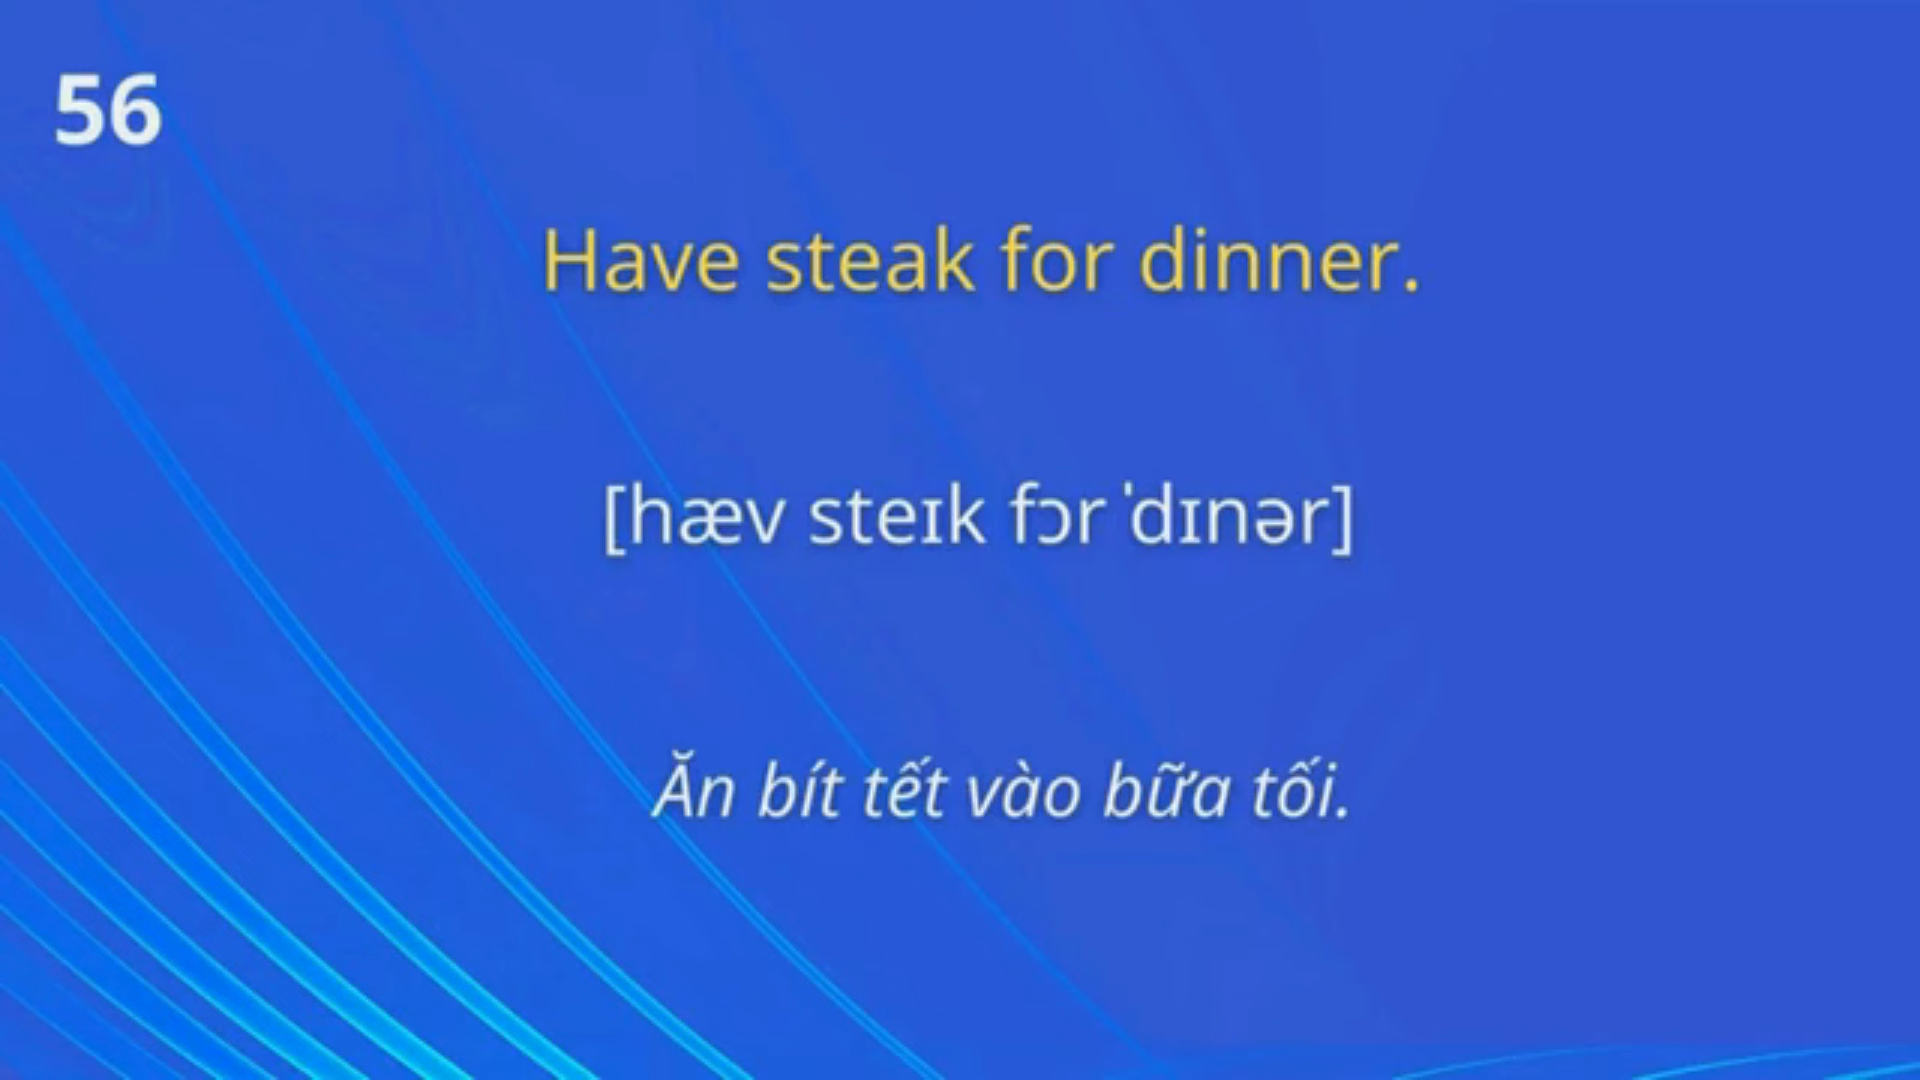 56
Have steak for dinner.
[hæv steɪk fɔr ˈdɪnər]
Ăn bít tết vào bữa tối.